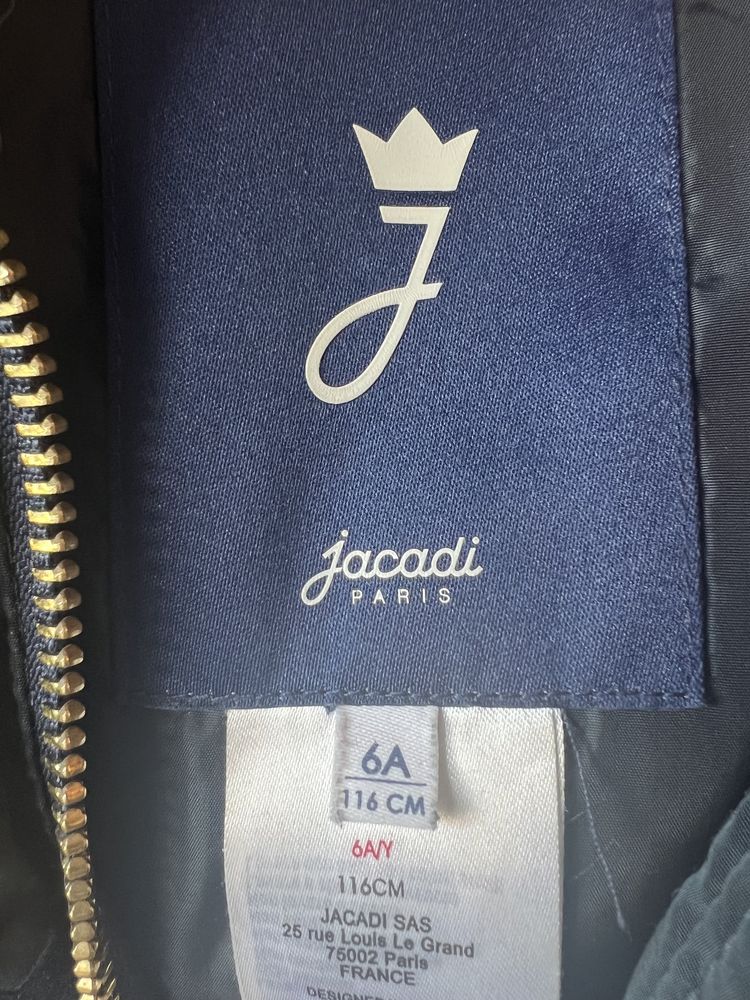 J
jacadi
PARIS
6A
116 CM
6A/Y
116CM
JACADI SAS
25 rue Louis Le Grand
75002 Paris
FRANCE